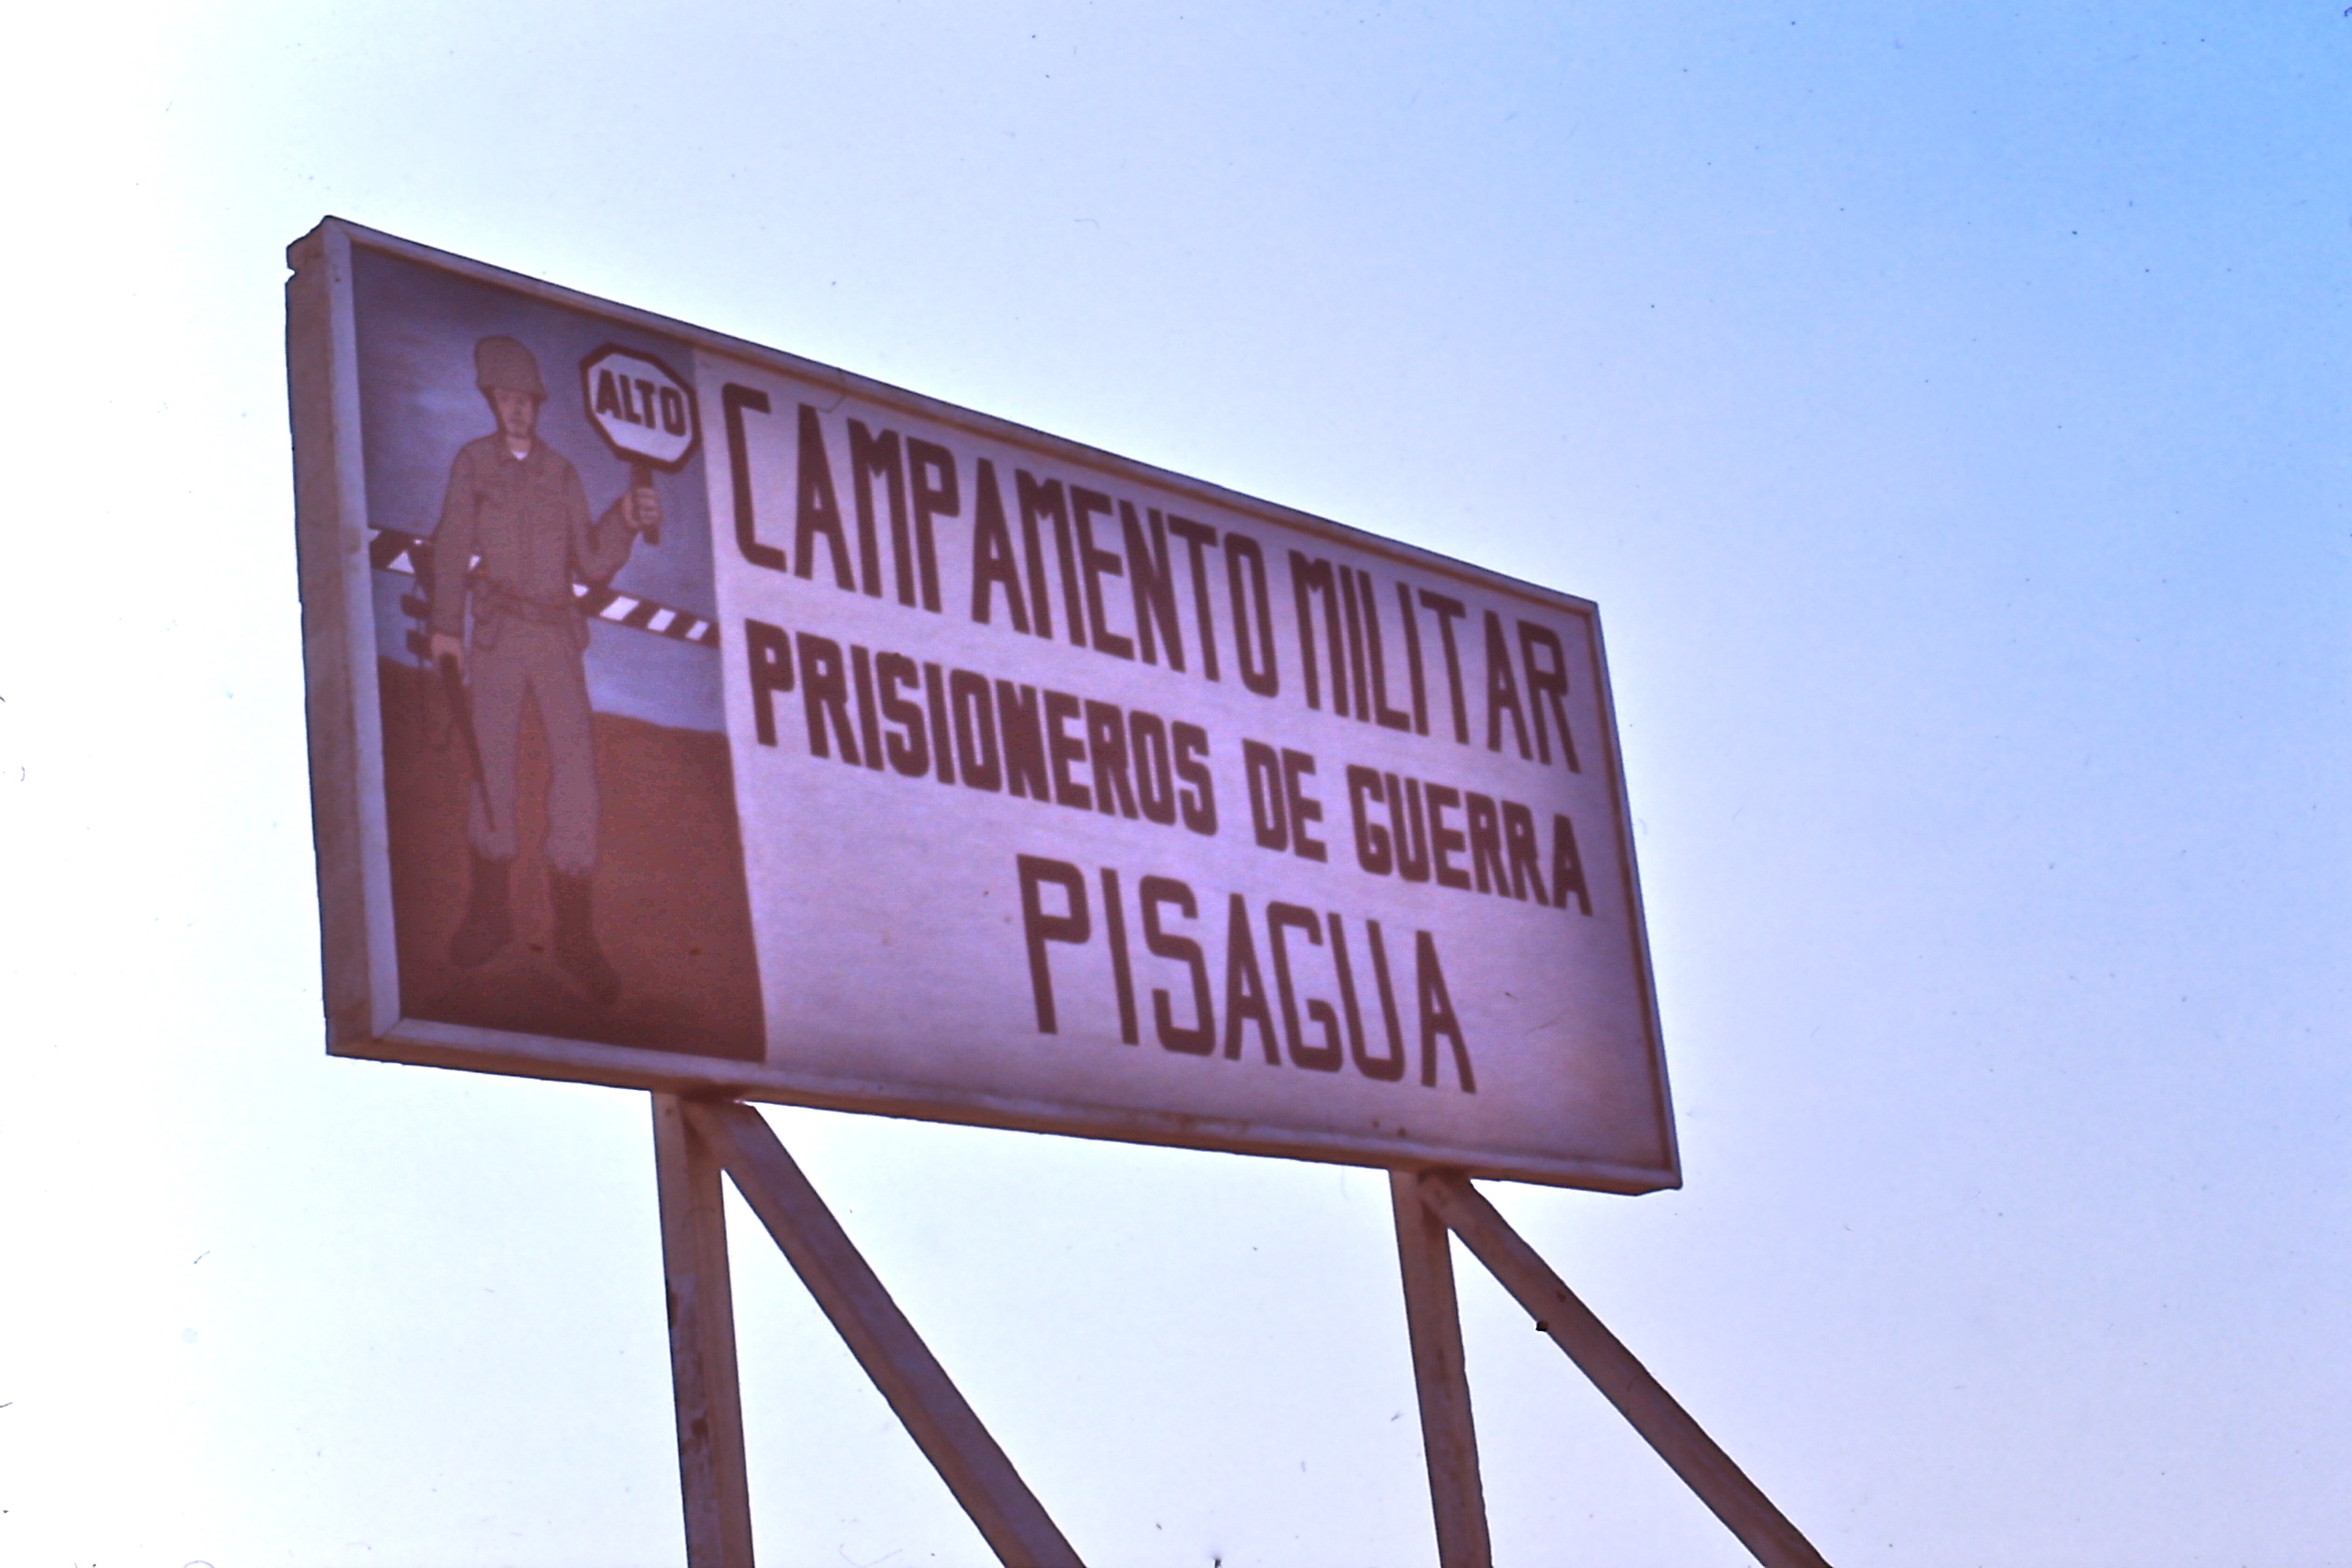 ALTO
CAMPAMENTO MILITAR
PRISIONEROS DE GUERRA
PISAGUA